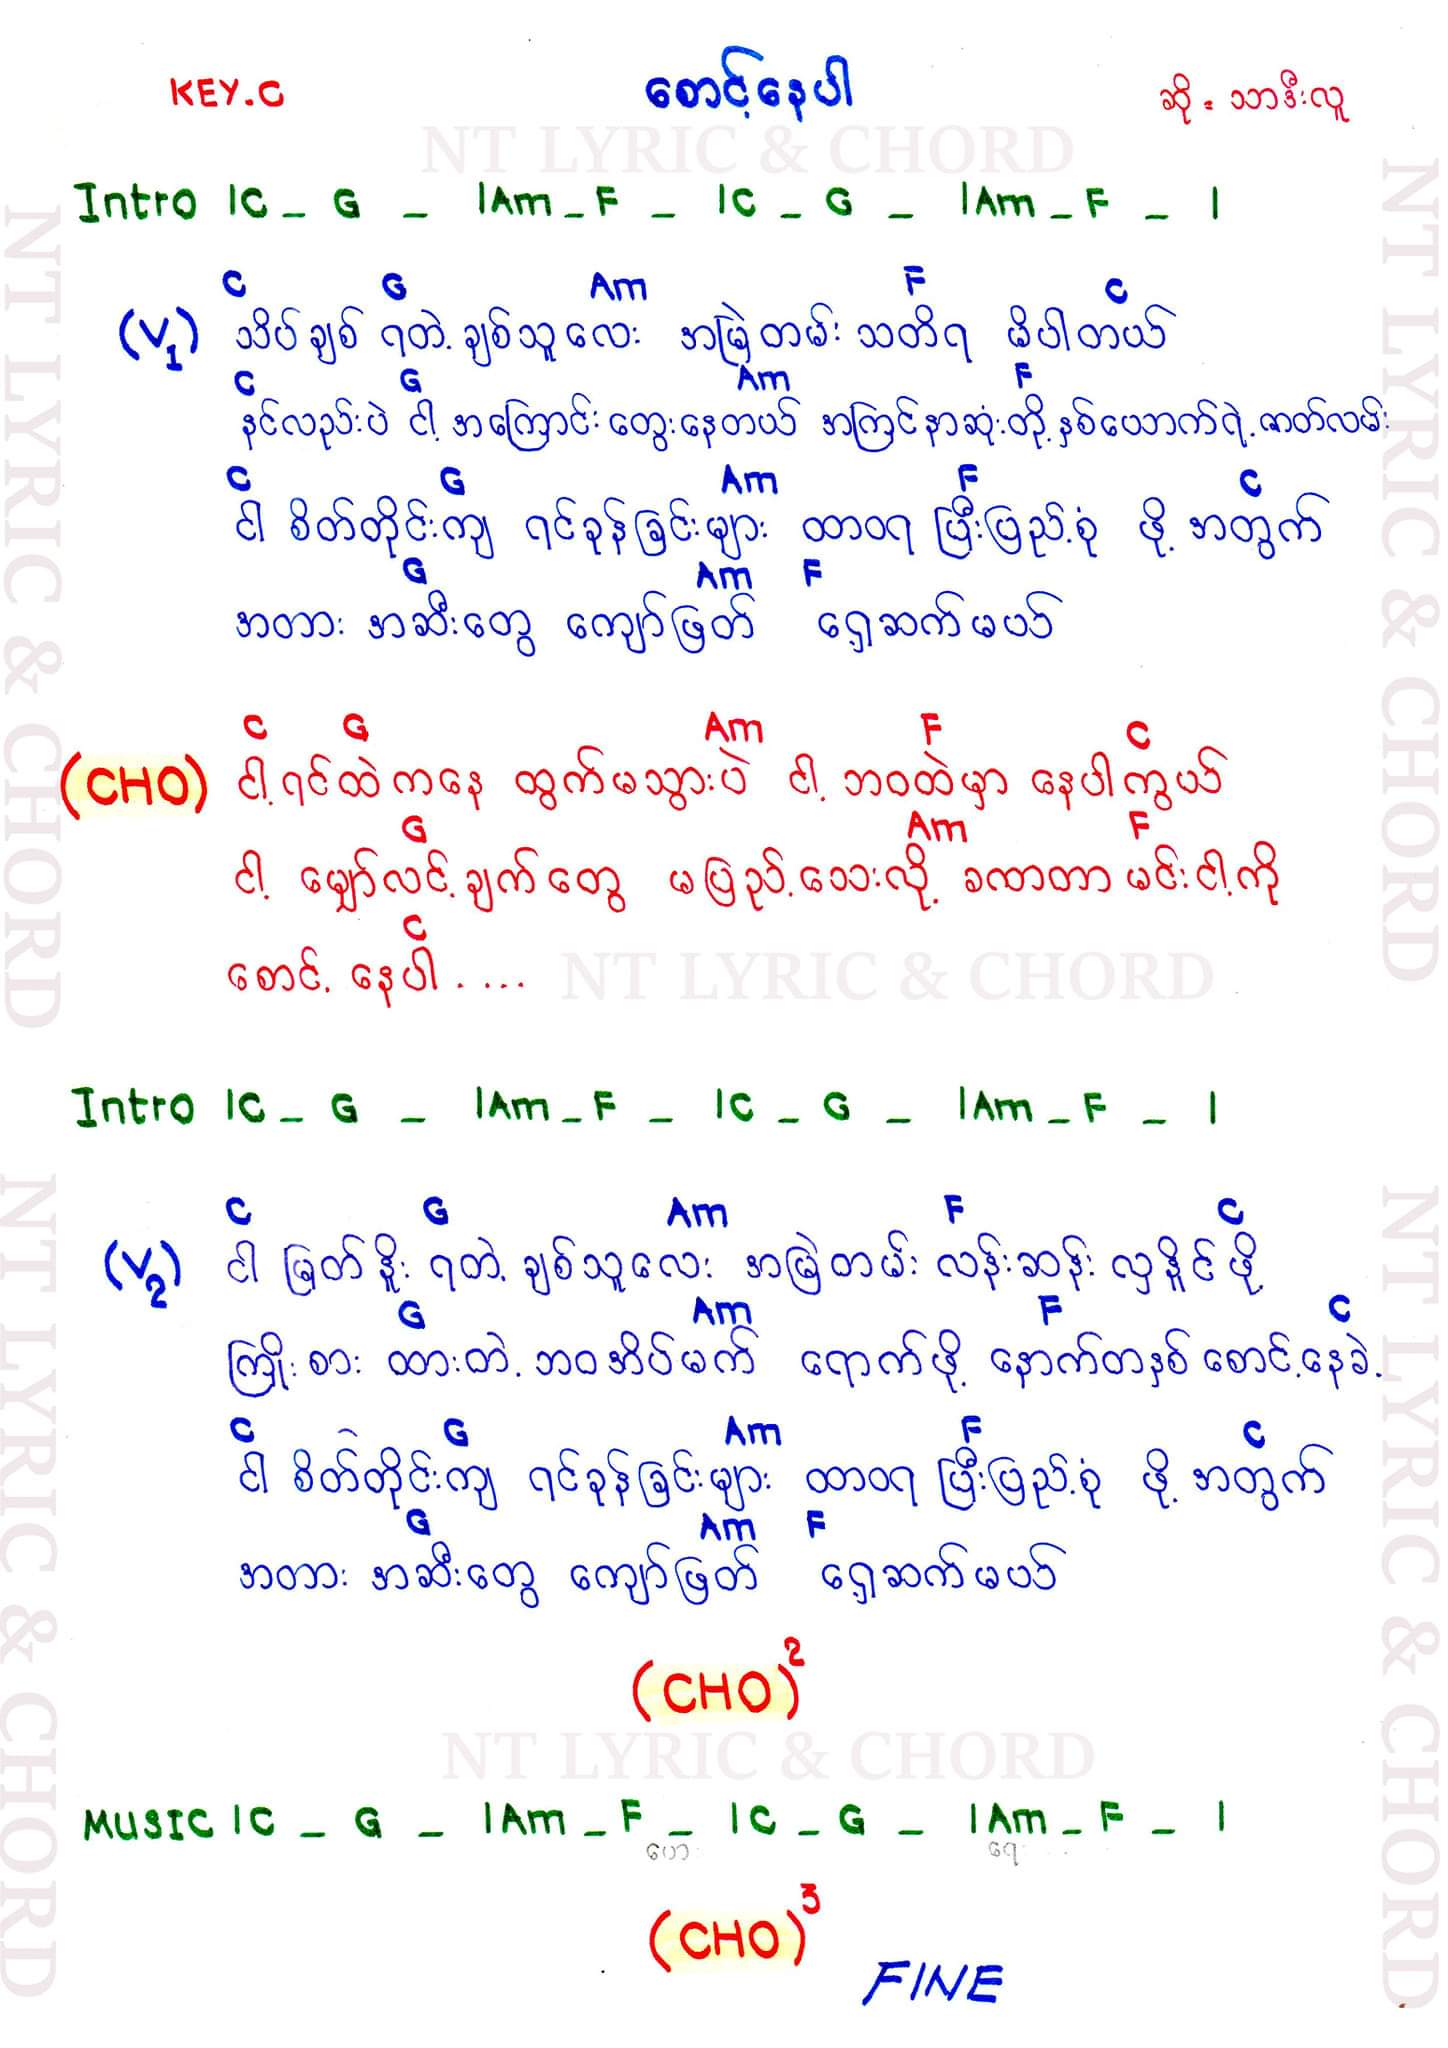 KEY.C
စောင့်နေပါ
ဆို = သာဒီးလူ
NT LYRIC & CHORD
Intro |C _ G _ |Am _ F _ |C _ G _ |Am _ F _ |
C G Am F C
(V1) သိပ်ချစ် ရတဲ့ ချစ်သူလေး အမြဲတမ်း သတိရ မိပါတယ်
C G Am F
နင်လည်းပဲ ငါ့ အကြောင်း တွေးနေတယ် အကြင်နာဆုံးတို့ နှစ်ယောက်ရဲ့ ဇာတ်လမ်း
C G Am F C
ငါ စိတ်တိုင်းကျ ရင်ခုန်ခြင်းများ ထာဝရ ပြီးပြည့်စုံ ဖို့ အတွက်
G Am F
အတား အဆီးတွေ ကျော်ဖြတ် ရှေ့ဆက်မယ်
C G Am F C
(CHO) ငါ့ရင်ထဲကနေ ထွက်မသွားပဲ ငါ့ ဘဝထဲမှာ နေပါကွယ်
G Am F
ငါ့ မျှော်လင့်ချက်တွေ မပြည့်သေးလို့ ခဏတာ မင်းငါ့ကို
C
စောင့် နေပါ ....
NT LYRIC & CHORD
Intro |C _ G _ |Am _ F _ |C _ G _ |Am _ F _ |
C G Am F C
(V2) ငါ မြတ်နိုး ရတဲ့ ချစ်သူလေး အမြဲတမ်း လန်းဆန်း လှနိုင်ဖို့
G Am F C
ကြိုးစား ထားတဲ့ ဘဝအိပ်မက် ရောက်ဖို့ နောက်တနှစ် စောင့်နေခဲ့
C G Am F C
ငါ စိတ်တိုင်းကျ ရင်ခုန်ခြင်းများ ထာဝရ ပြီးပြည့်စုံ ဖို့ အတွက်
G Am F
အတား အဆီးတွေ ကျော်ဖြတ် ရှေ့ဆက်မယ်
(CHO)2
NT LYRIC & CHORD
MUSIC |C _ G _ |Am _ F _ |C _ G _ |Am _ F _ |
ဟေး ရေ
(CHO)3
FINE
NT LYRIC & CHORD
NT LYRIC & CHORD
NT LYRIC & CHORD
NT LYRIC & CHORD